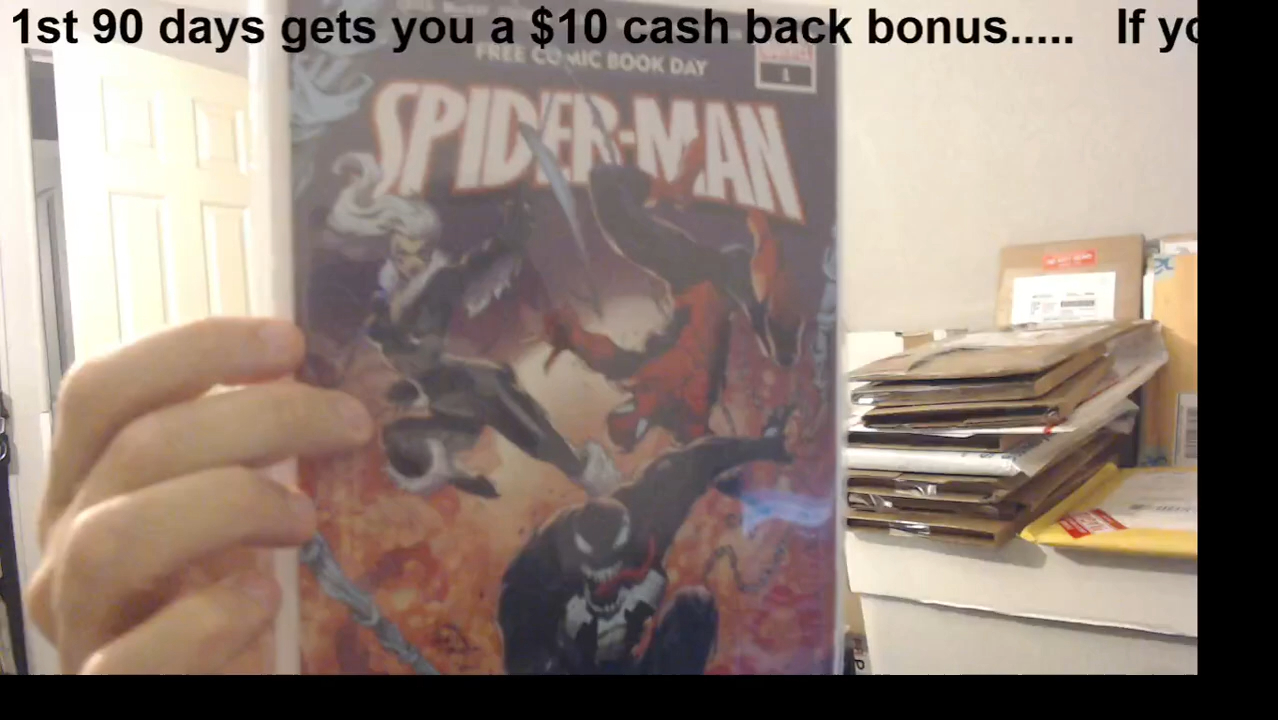 1st 90 days gets you a $10 cash back bonus..... If yo
FREE COMIC BOOK DAY
1
SPIDER-MAN